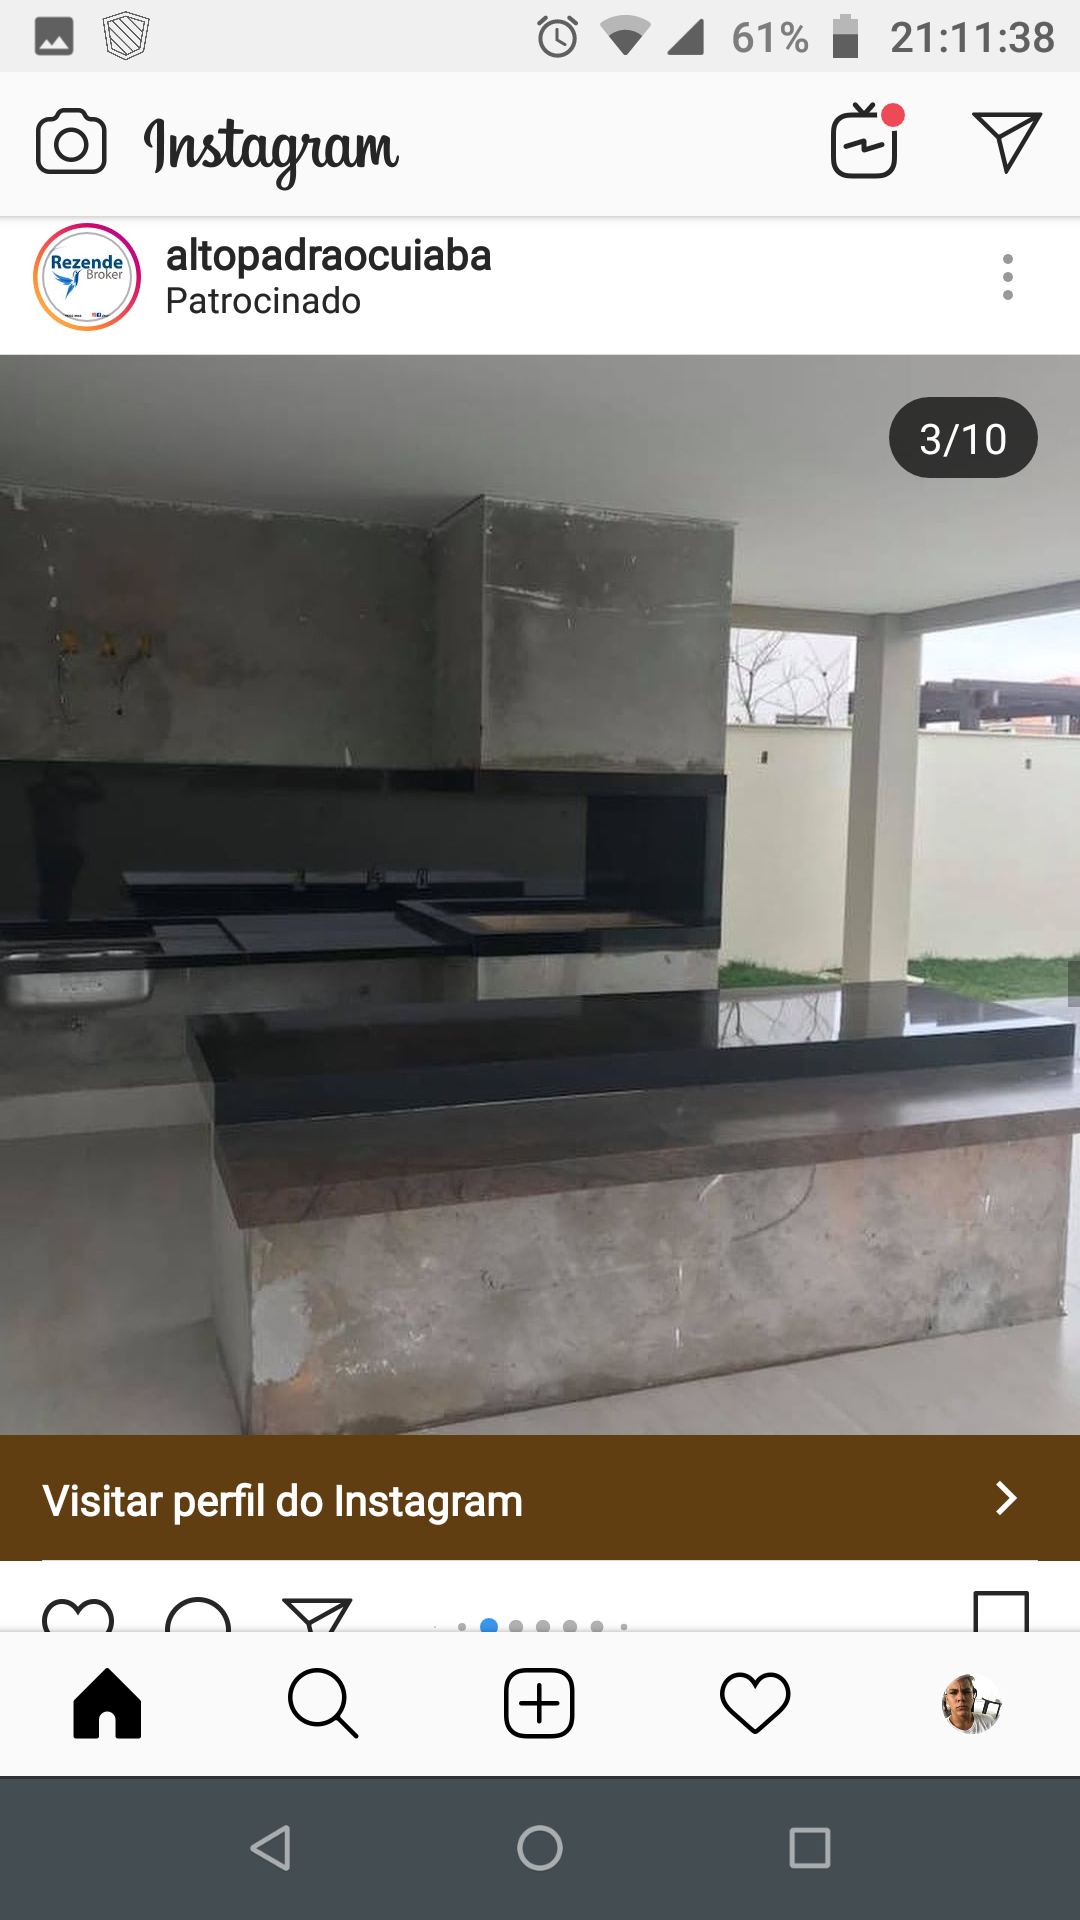 61%
21:11:38
Instagram
Rezende
Broker
altopadraocuiaba
Patrocinado
3/10
Visitar perfil do Instagram